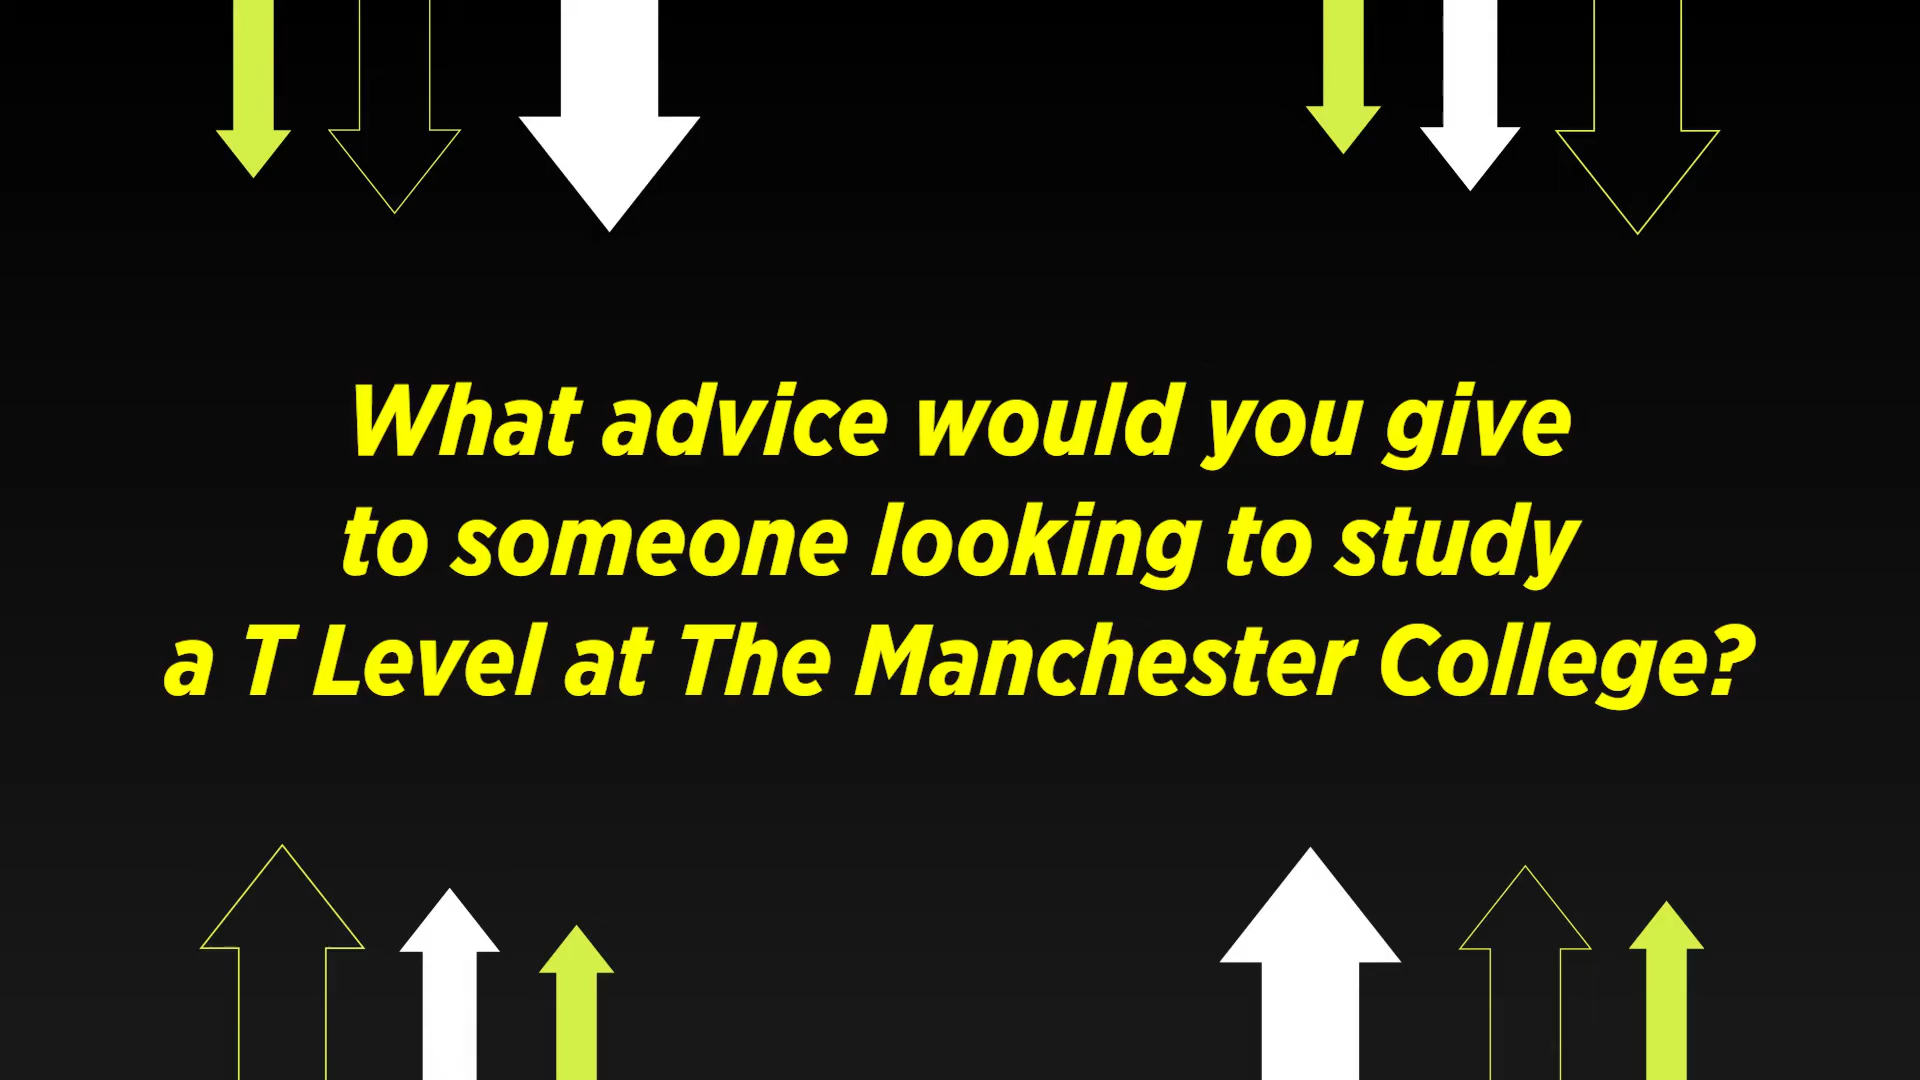 What advice would you give
to someone looking to study
a T Level at The Manchester College?